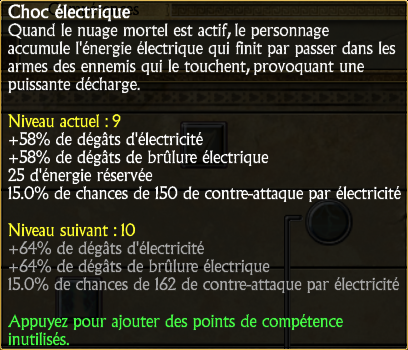 Choc électrique
Quand le nuage mortel est actif, le personnage
accumule l'énergie électrique qui finit par passer dans les
armes des ennemis qui le touchent, provoquant une
puissante décharge.
Niveau actuel : 9
+58% de dégâts d'électricité
+58% de dégâts de brûlure électrique
25 d'énergie réservée
15.0% de chances de 150 de contre-attaque par électricité
Niveau suivant : 10
+64% de dégâts d'électricité
+64% de dégâts de brûlure électrique
15.0% de chances de 162 de contre-attaque par électricité
Appuyez pour ajouter des points de compétence
inutilisés.